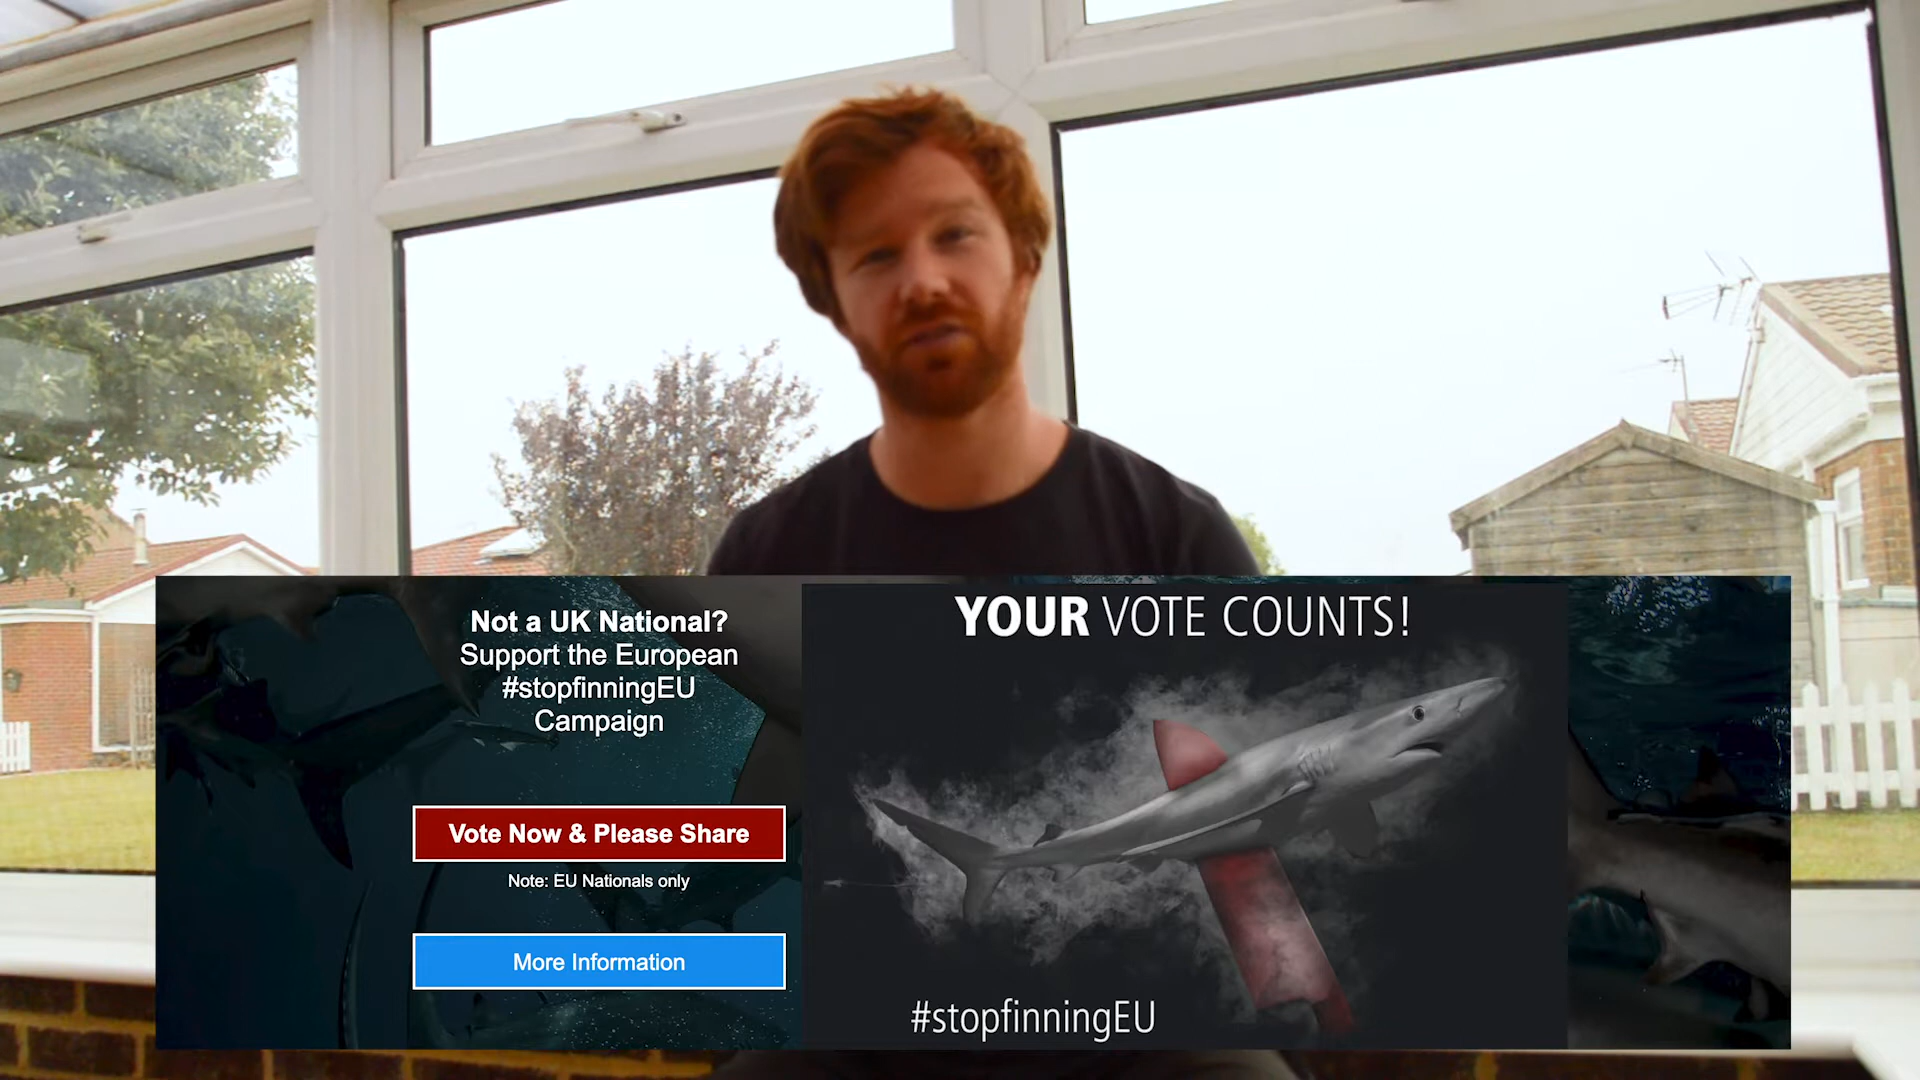 Not a UK National?
Support the European
#stopfinningEU
Campaign
Vote Now & Please Share
Note: EU Nationals only
More Information
YOUR VOTE COUNTS!
#stopfinningEU